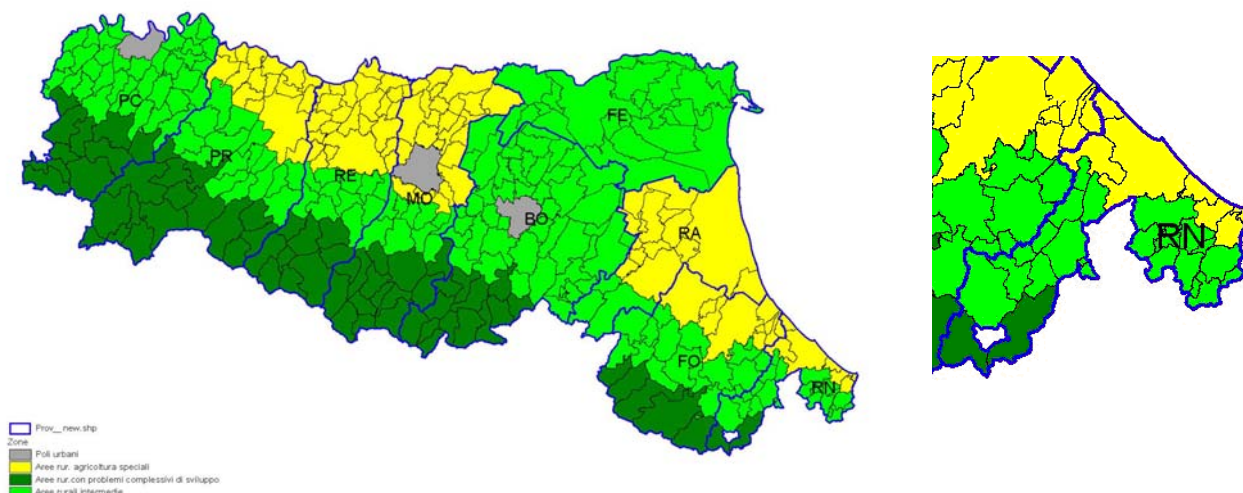 PC
FE
PR
RE
MO
BO
RA
FO
RN
RN
Prov__new.shp
Zone
Poli urbani
Aree rur. agricoltura speciali
Aree rur.con problemi complessivi di sviluppo
Aree rurali intermedie